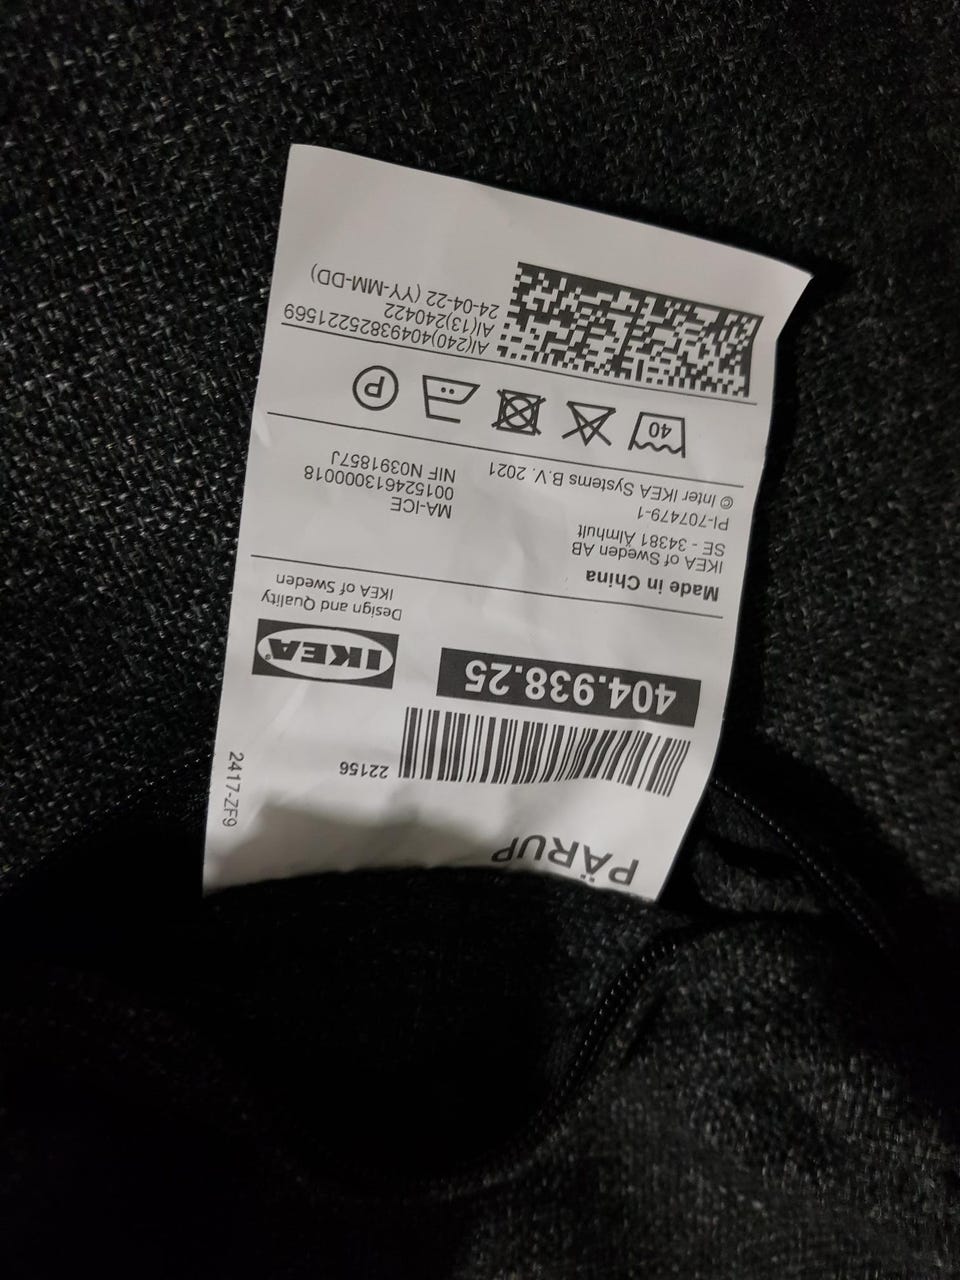 PÄRUP
2417-ZF9
22156
404.938.25
IKEA®
Design and Quality
IKEA of Sweden
Made in China
IKEA of Sweden AB
SE - 34381 Älmhult
PI-707479-1
© Inter IKEA Systems B.V. 2021
MA-ICE
001524613000018
NIF N0391857J
40
P
AI(240)40493825221569
AI(13)240422
24-04-22 (YY-MM-DD)